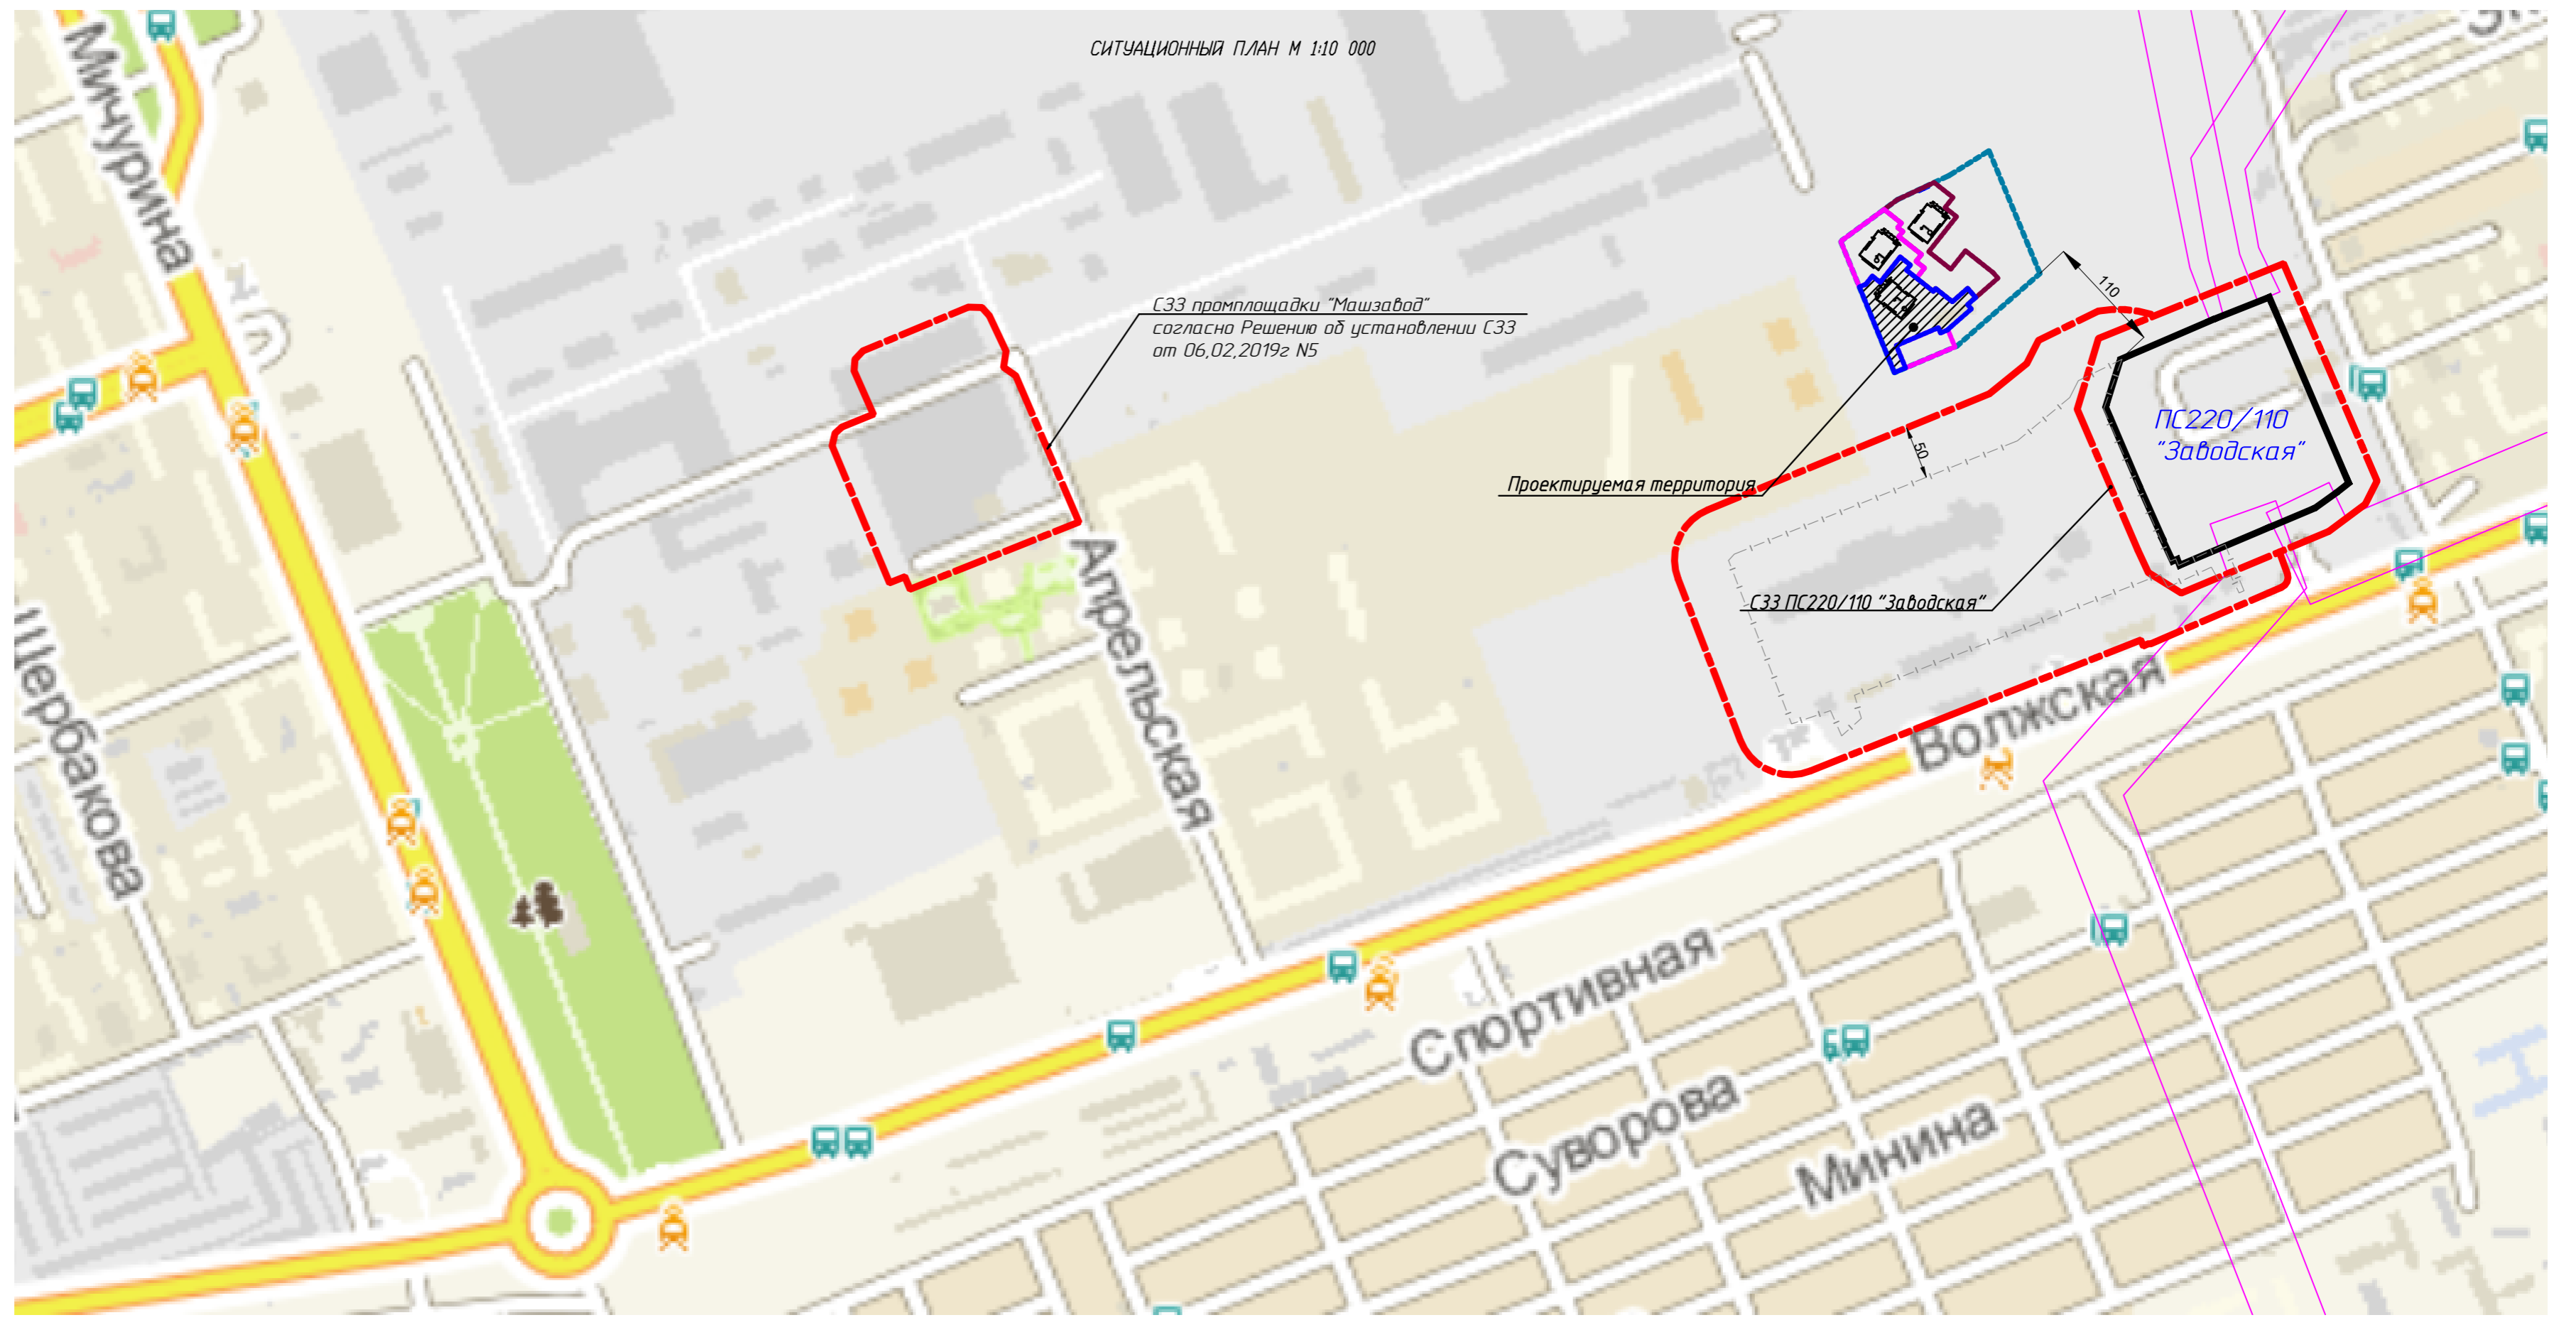 СИТУАЦИОННЫЙ ПЛАН М 1:10 000
Мичурина
СЗЗ промплощадки "Машзавод"
согласно Решению об установлении СЗЗ
от 06,02,2019г N5
110
ПС220/110
"Заводская"
50
Проектируемая территория
СЗЗ ПС220/110 "Заводская"
Апрельская
Щербакова
Волжская
Спортивная
Суворова
Минина